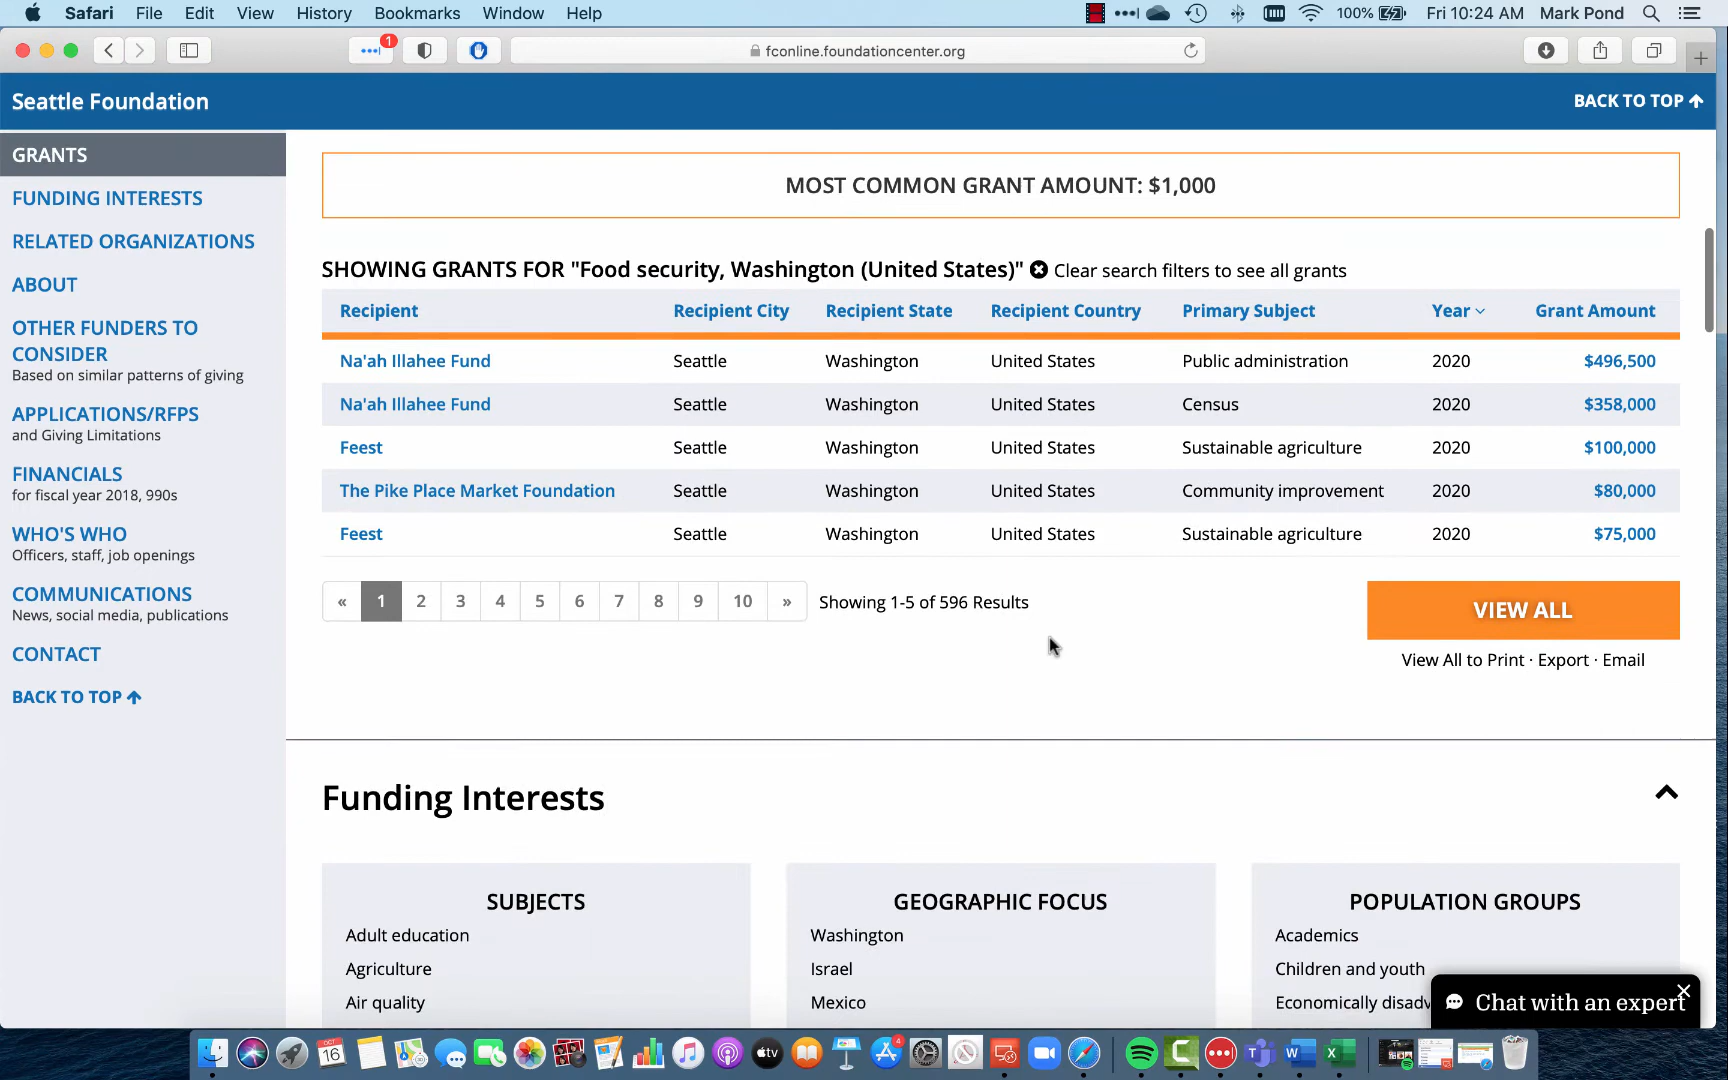 Safari File Edit View History Bookmarks Window Help 100% Fri 10:24 AM Mark Pond
1 fconline.foundationcenter.org
Seattle Foundation BACK TO TOP
GRANTS
FUNDING INTERESTS
RELATED ORGANIZATIONS
ABOUT
OTHER FUNDERS TO
CONSIDER
Based on similar patterns of giving
APPLICATIONS/RFPS
and Giving Limitations
FINANCIALS
for fiscal year 2018, 990s
WHO'S WHO
Officers, staff, job openings
COMMUNICATIONS
News, social media, publications
CONTACT
BACK TO TOP
MOST COMMON GRANT AMOUNT: $1,000
SHOWING GRANTS FOR "Food security, Washington (United States)" Clear search filters to see all grants
Recipient Recipient City Recipient State Recipient Country Primary Subject Year Grant Amount
Na'ah Illahee Fund Seattle Washington United States Public administration 2020 $496,500
Na'ah Illahee Fund Seattle Washington United States Census 2020 $358,000
Feest Seattle Washington United States Sustainable agriculture 2020 $100,000
The Pike Place Market Foundation Seattle Washington United States Community improvement 2020 $80,000
Feest Seattle Washington United States Sustainable agriculture 2020 $75,000
« 1 2 3 4 5 6 7 8 9 10 » Showing 1-5 of 596 Results
VIEW ALL
View All to Print · Export · Email
Funding Interests
SUBJECTS
Adult education
Agriculture
Air quality
GEOGRAPHIC FOCUS
Washington
Israel
Mexico
POPULATION GROUPS
Academics
Children and youth
Economically disadv
Chat with an expert
OCT 16 tv 4 C T W X